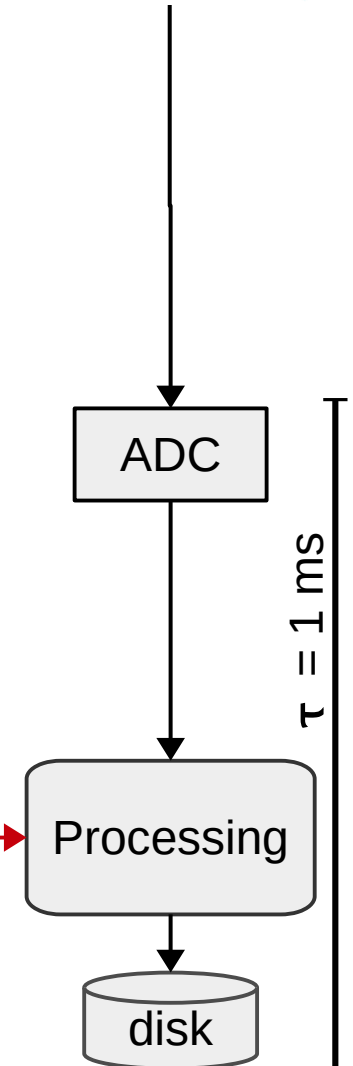 ADC
τ = 1 ms
Processing
disk